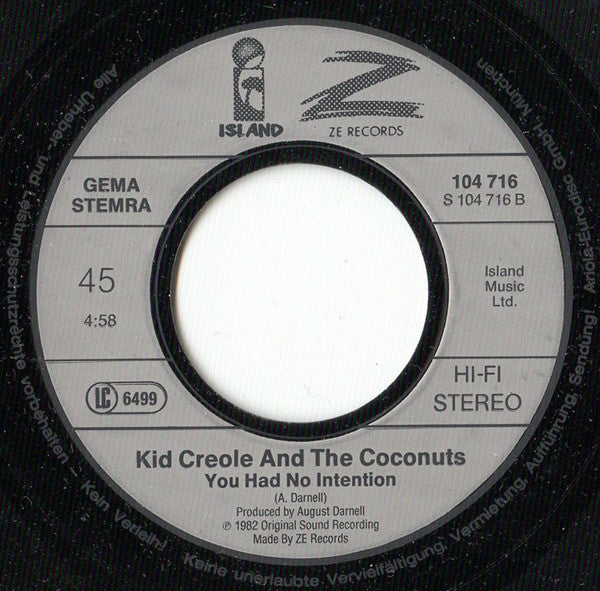 ISLAND
Z
ZE RECORDS
GEMA
STEMRA
104 716
S 104 716 B
45
4:58
Island
Music
Ltd.
LC 6499
HI-FI
STEREO
Kid Creole And The Coconuts
You Had No Intention
(A. Darnell)
Produced by August Darnell
℗ 1982 Original Sound Recording
Made By ZE Records
Alle Urheber- und Leistungsschutzrechte vorbehalten – Kein Verleih! Keine unerlaubte Vervielfältigung, Vermietung, Aufführung, Sendung! Ariola-Eurodisc GmbH, München